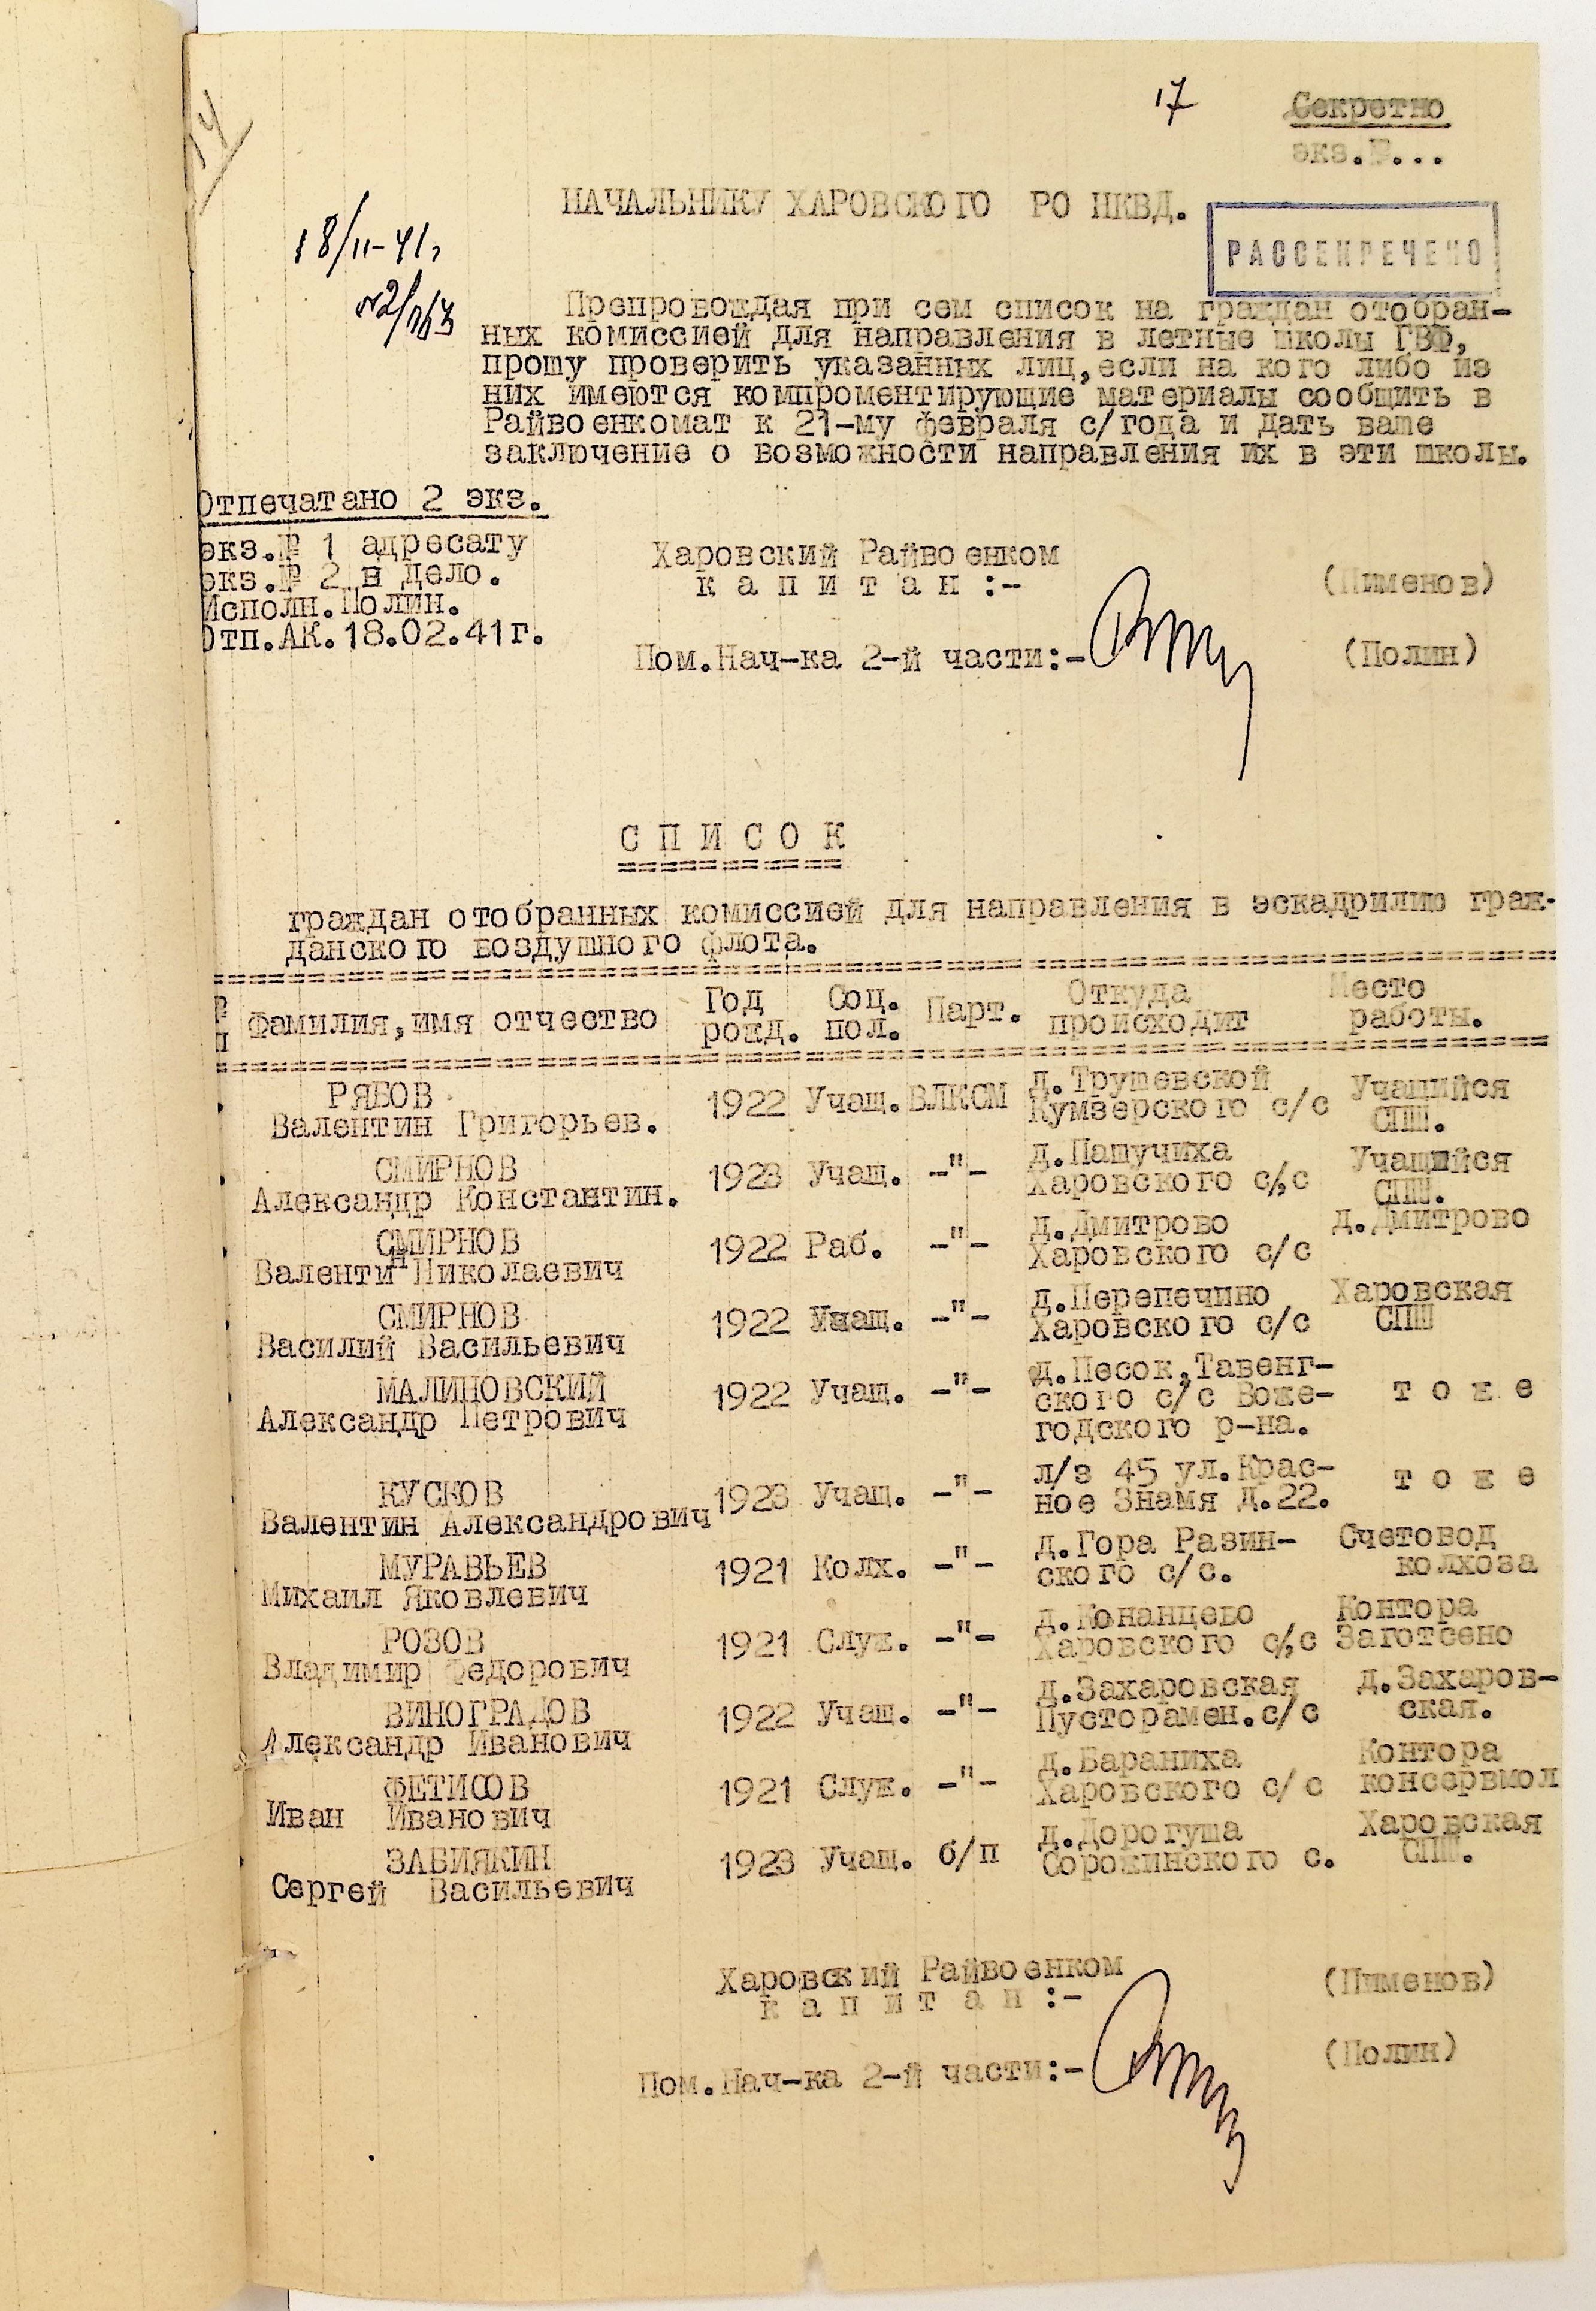 14
17
Секретно
экз.№...
НАЧАЛЬНИКУ ХАРОВСКОГО РО НКВД.
18/II-41г
РАССЕКРЕЧЕНО
Препровождая при сем список на граждан отобран-
ных комиссией для направления в летные школы ГВФ,
прошу проверить указанных лиц,если на кого либо из
них имеются компроментирующие материалы сообщить в
Райвоенкомат к 21-му февраля с/года и дать ваше
заключение о возможности направления их в эти школы.
Отпечатано 2 экз.
экз.№ 1 адресату
экз.№ 2 в дело.
Исполн.Полин.
Отп.АК.18.02.41г.
Харовский Райвоенком
к а п и т а н :- (Пименов)
Пом.Нач-ка 2-й части:- (Полин)
С П И С О К
граждан отобранных комиссией для направления в эскадрилию граж-
данского воздушного флота.
№ Год Соц. Откуда Место
п Фамилия,имя отчество рожд. пол. Парт. происходит работы.
РЯБОВ д.Трушевской Учащийся
Валентин Григорьев. 1922 Учащ. ВЛКСМ Кумзерского с/с СПШ.
СМИРНОВ д.Пашучиха Учащийся
Александр Константин. 1923 Учащ. -"- Харовского с/с СПШ.
СМИРНОВ д.Дмитрово д.Дмитрово
Валентин Николаевич 1922 Раб. -"- Харовского с/с
СМИРНОВ д.Перепечино Харовская
Василий Васильевич 1922 Учащ. -"- Харовского с/с СПШ
МАЛИНОВСКИЙ д.Песок,Тавенг-
Александр Петрович 1922 Учащ. -"- ского с/с Воже- т о ж е
годского р-на.
КУСКОВ л/з 45 ул.Крас- т о ж е
Валентин Александрович 1923 Учащ. -"- ное Знамя д.22.
МУРАВЬЕВ д.Гора Разин- Счетовод
Михаил Яковлевич 1921 Колх. -"- ского с/с. колхоза
РОЗОВ д.Конанцево Контора
Владимир Федорович 1921 Служ. -"- Харовского с/с Заготсено
ВИНОГРАДОВ д.Захаровская д.Захаров-
Александр Иванович 1922 Учащ. -"- Пусторамен.с/с ская.
ФЕТИСОВ д.Бараниха Контора
Иван Иванович 1921 Служ. -"- Харовского с/с консервмол
ЗАБИЯКИН д.Дорогуша Харовская
Сергей Васильевич 1923 Учащ. б/п Сорожинского с. СПШ.
Харовский Райвоенком
к а п и т а н :- (Пименов)
Пом.Нач-ка 2-й части:- (Полин)